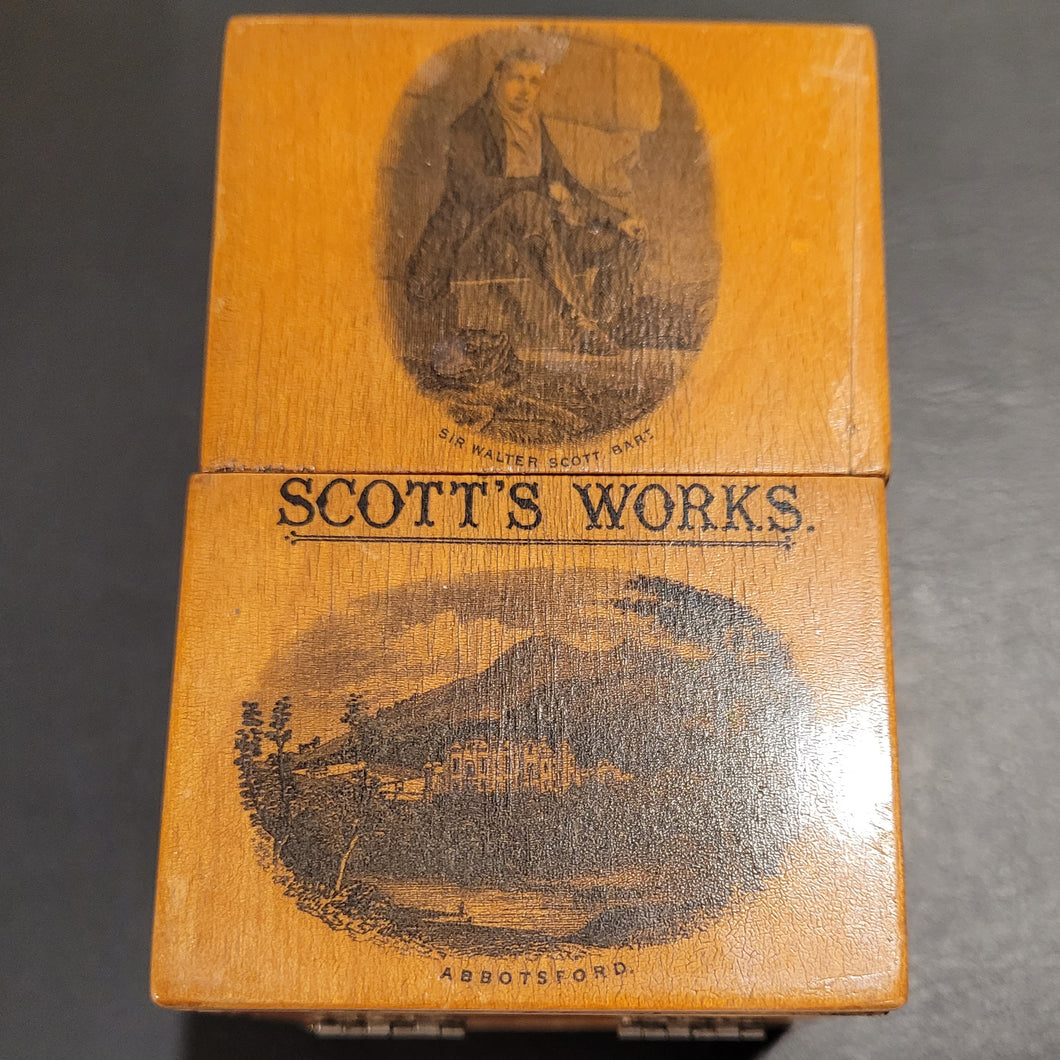 SIR WALTER SCOTT BART
SCOTT'S WORKS.
ABBOTSFORD.